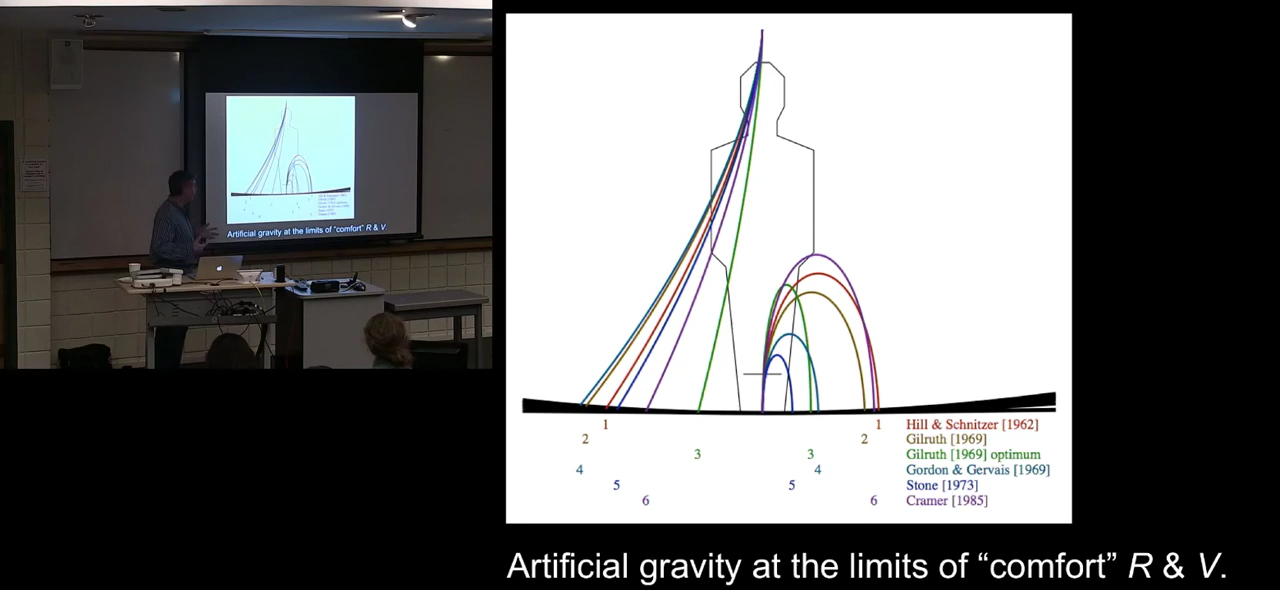 Artificial gravity at the limits of “comfort” R & V.
1 1 Hill & Schnitzer [1962]
2 2 Gilruth [1969]
3 3 Gilruth [1969] optimum
4 4 Gordon & Gervais [1969]
5 5 Stone [1973]
6 6 Cramer [1985]
Artificial gravity at the limits of “comfort” R & V.